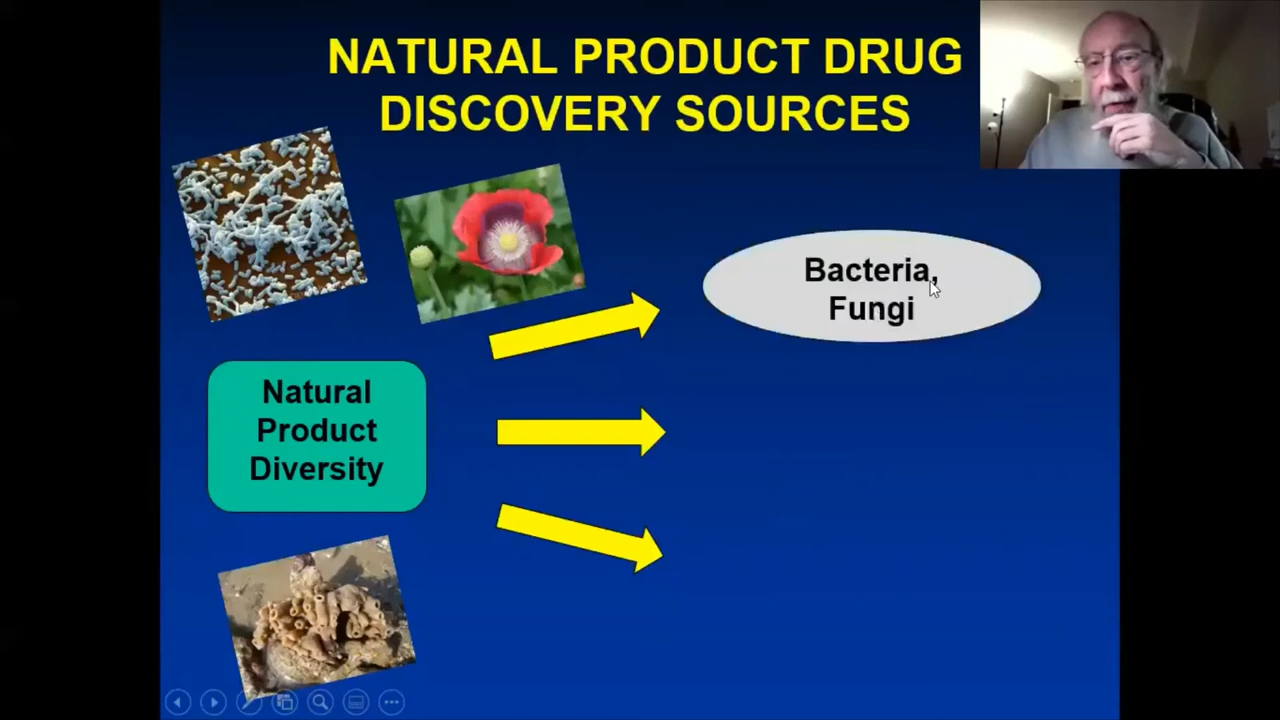 NATURAL PRODUCT DRUG
DISCOVERY SOURCES
Bacteria,
Fungi
Natural
Product
Diversity